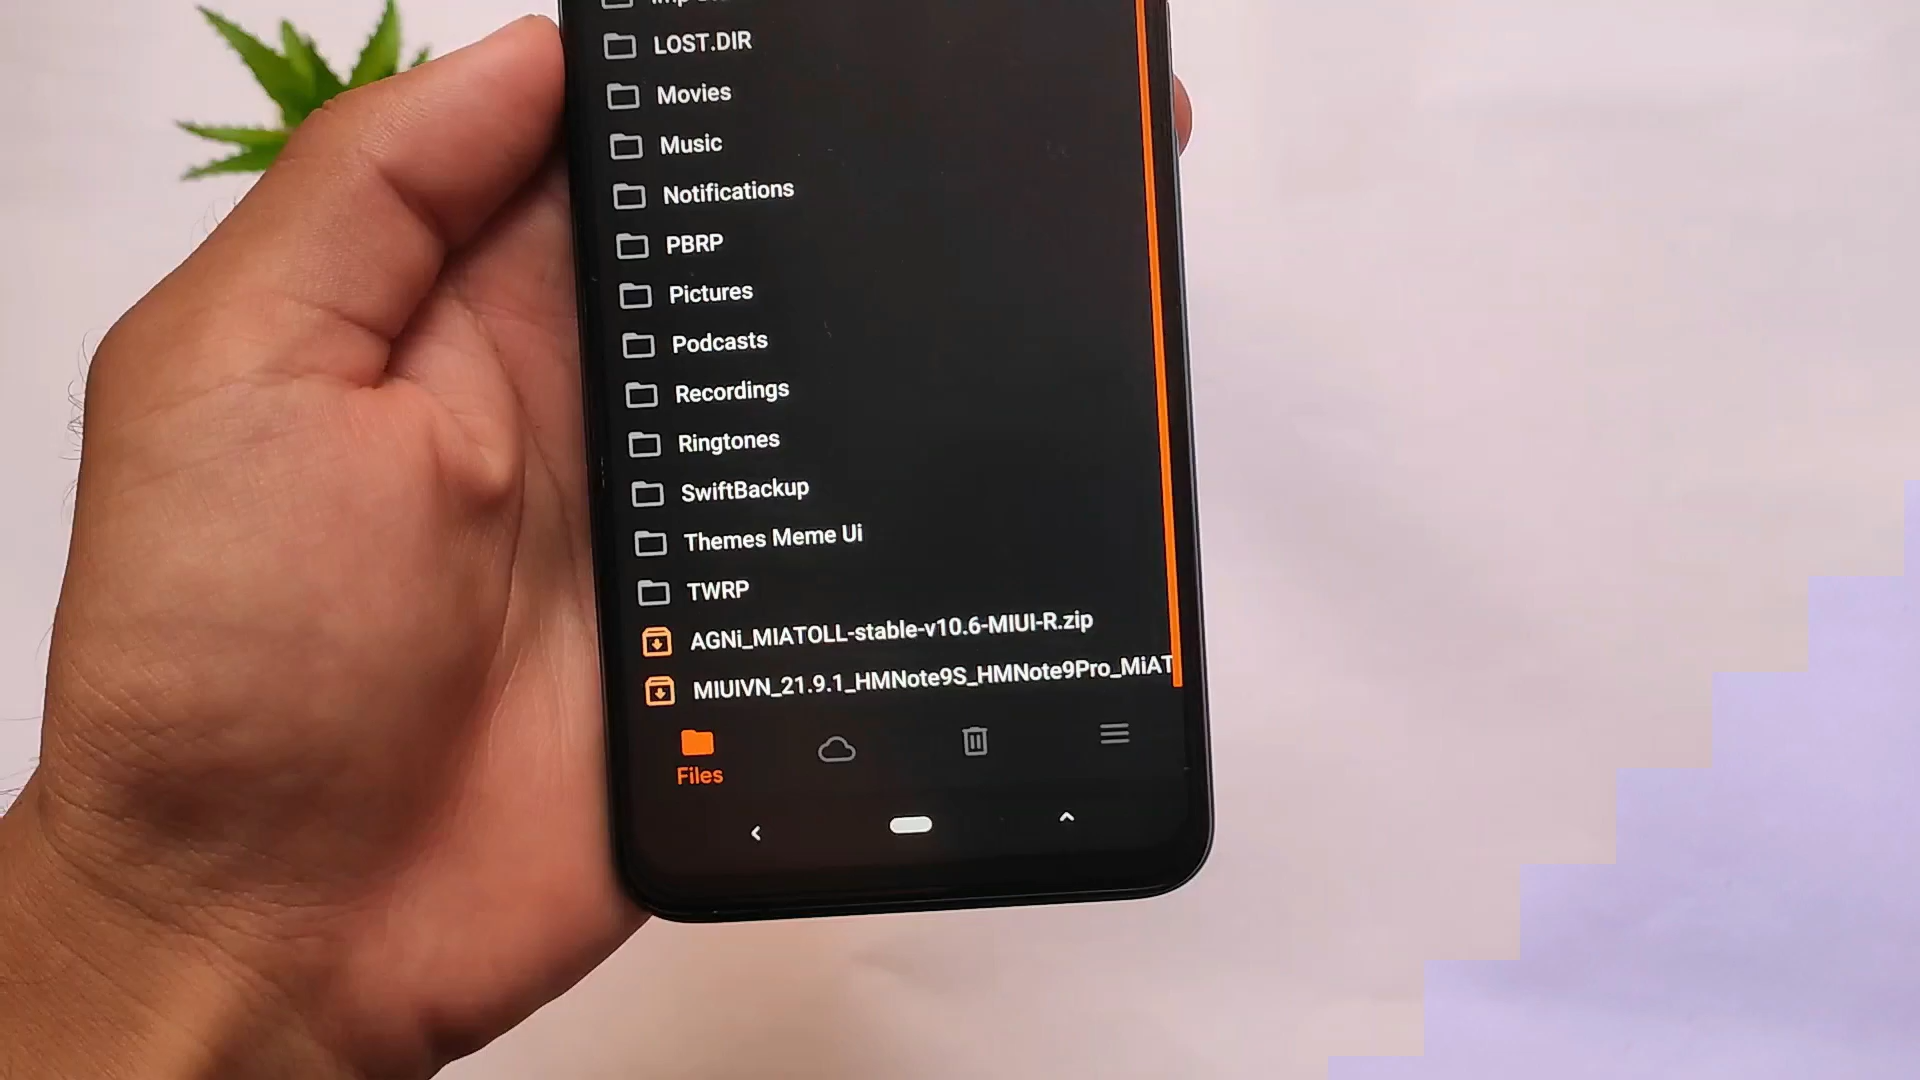 LOST.DIR
Movies
Music
Notifications
PBRP
Pictures
Podcasts
Recordings
Ringtones
SwiftBackup
Themes Meme Ui
TWRP
AGNi_MIATOLL-stable-v10.6-MIUI-R.zip
MIUIVN_21.9.1_HMNote9S_HMNote9Pro_MiAT
Files